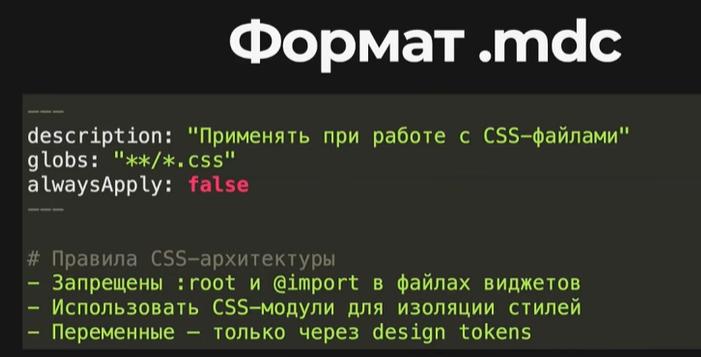 Формат .mdc
---
description: "Применять при работе с CSS-файлами"
globs: "**/*.css"
alwaysApply: false
---
# Правила CSS-архитектуры
- Запрещены :root и @import в файлах виджетов
- Использовать CSS-модули для изоляции стилей
- Переменные — только через design tokens